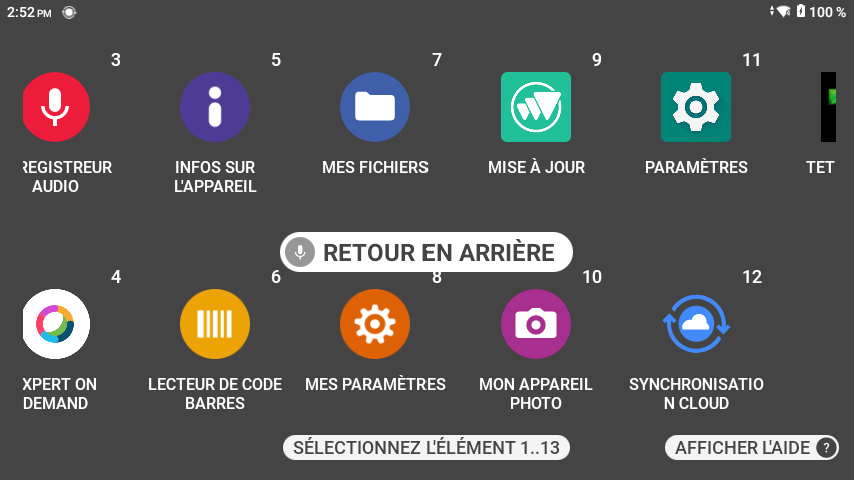 2:52 PM
100 %
3
5
7
9
11
REGISTREUR
AUDIO
INFOS SUR
L'APPAREIL
MES FICHIERS
MISE À JOUR
PARAMÈTRES
TET
RETOUR EN ARRIÈRE
4
6
8
10
12
XPERT ON
DEMAND
LECTEUR DE CODE
BARRES
MES PARAMÈTRES
MON APPAREIL
PHOTO
SYNCHRONISATIO
N CLOUD
SÉLECTIONNEZ L'ÉLÉMENT 1..13
AFFICHER L'AIDE ?